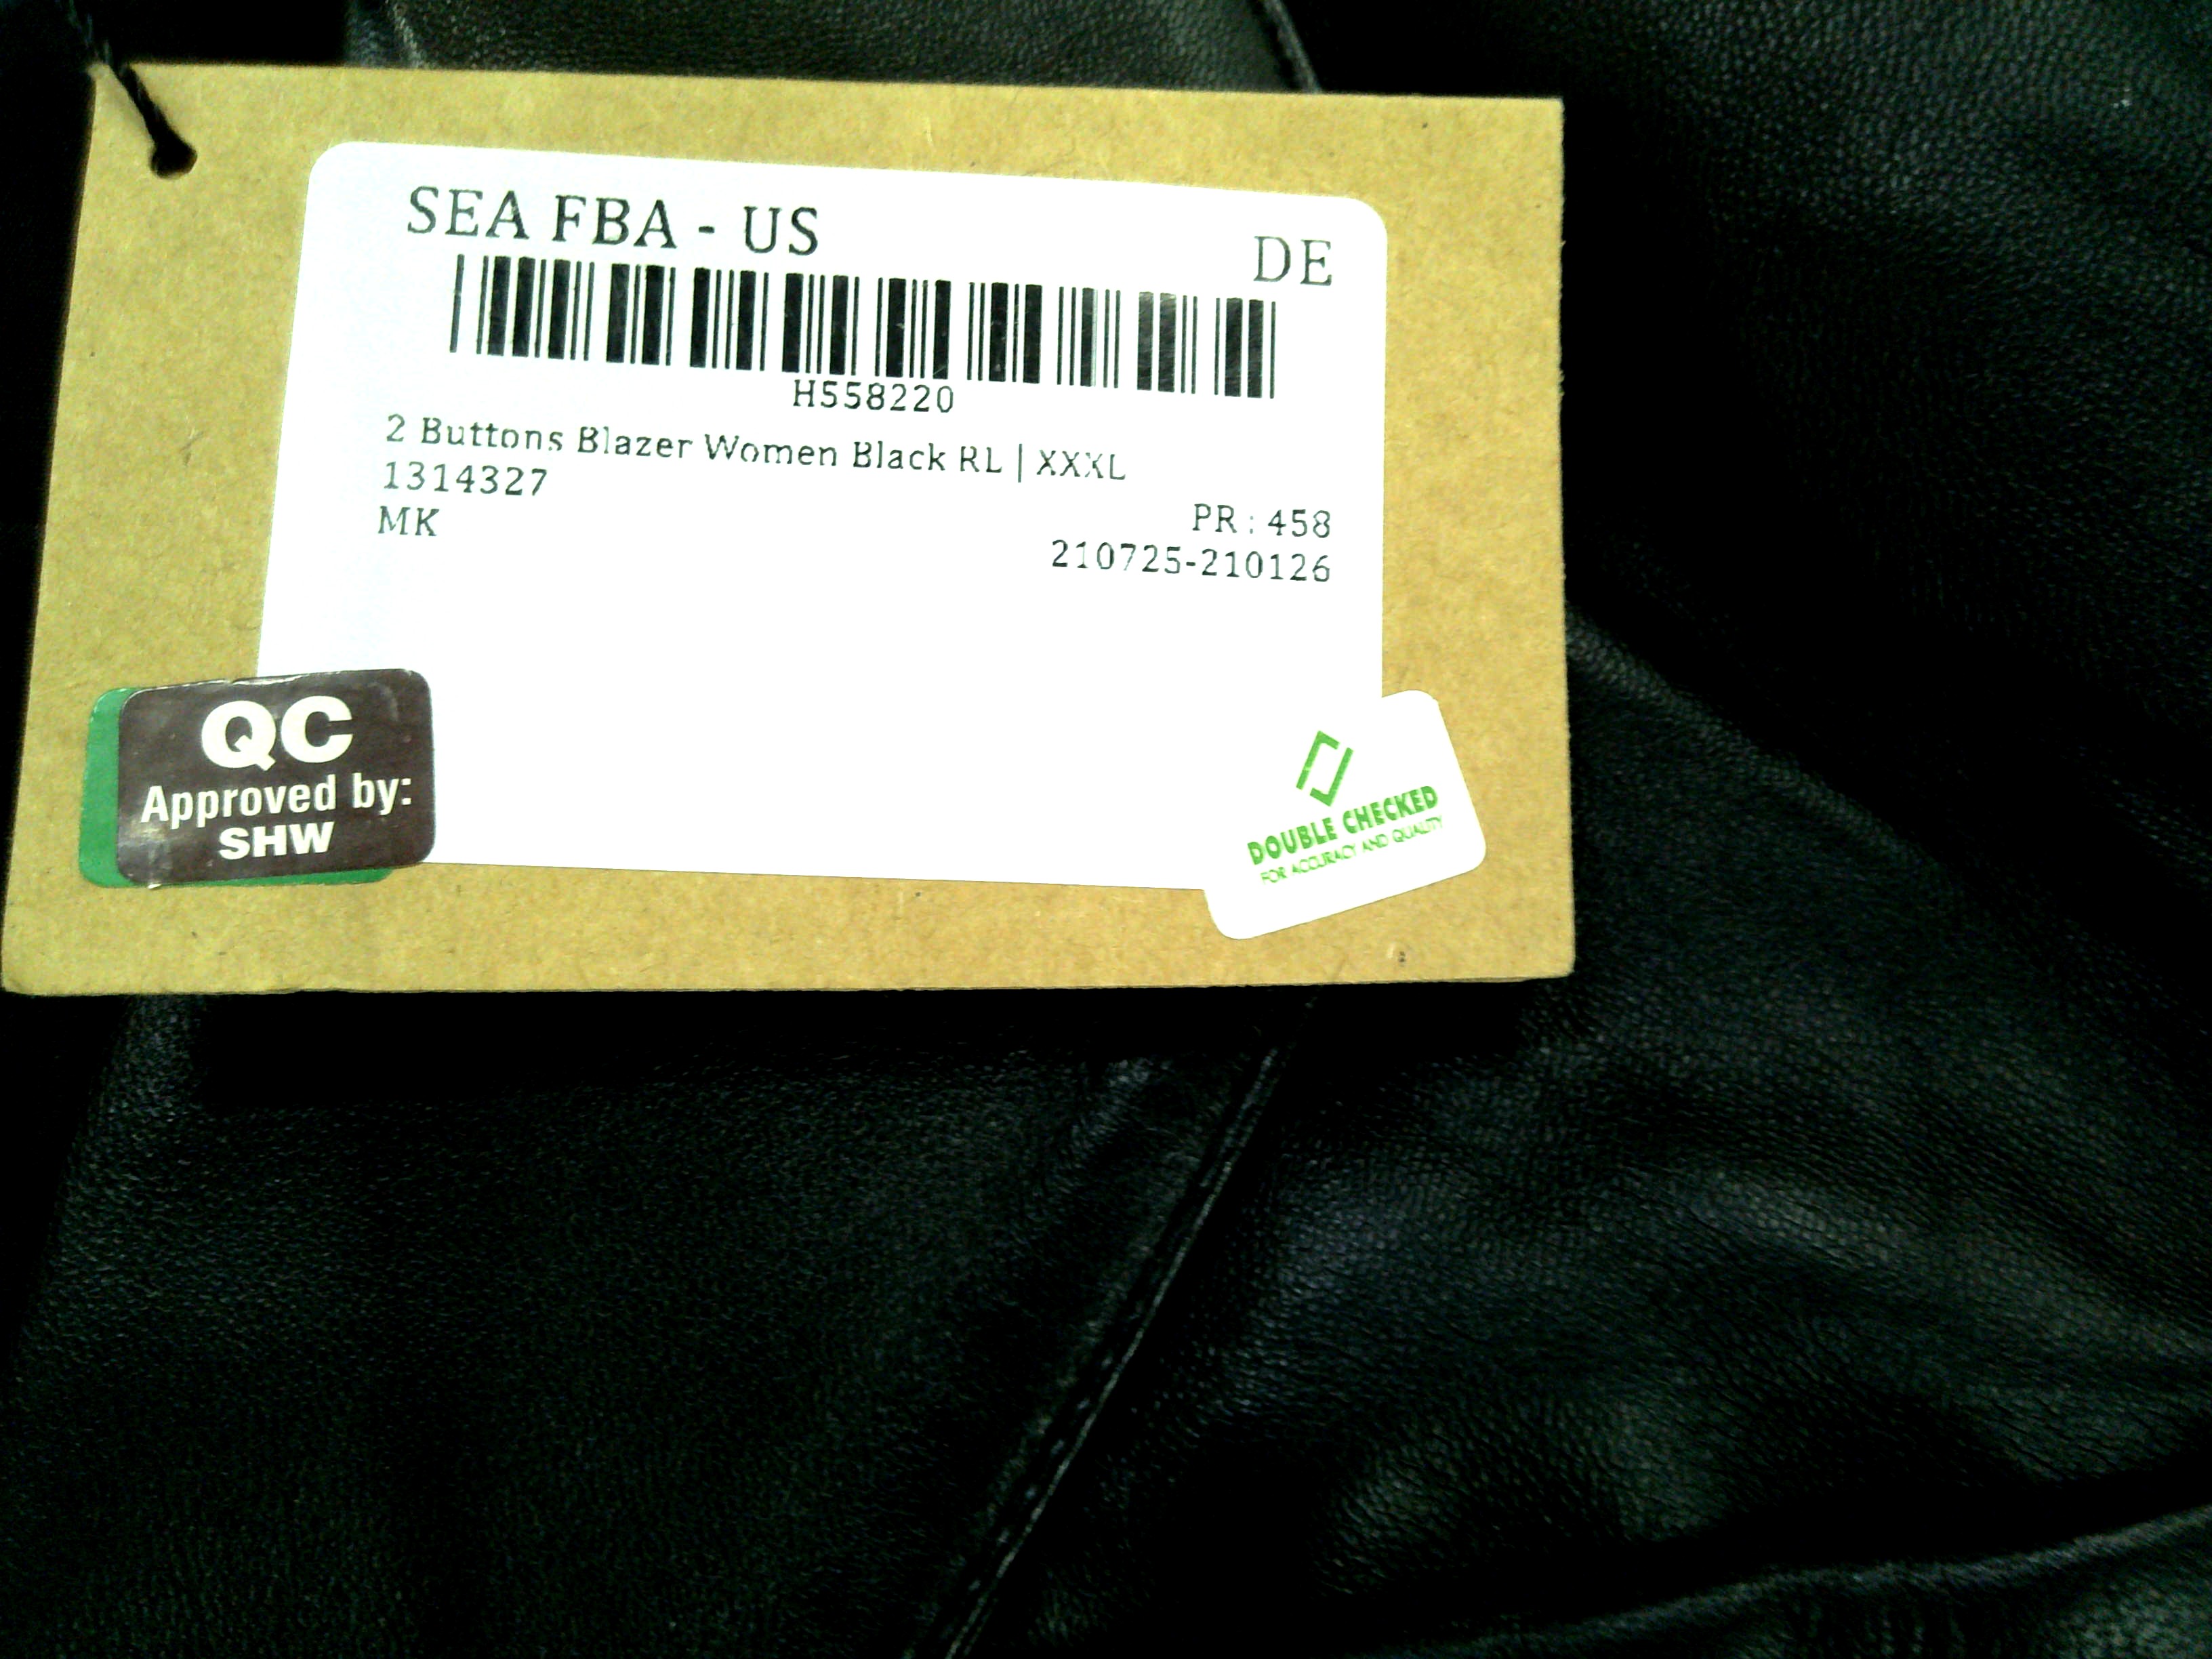 SEA FBA - US
DE
H558220
2 Buttons Blazer Women Black RL | XXXL
1314327
MK
PR : 458
210725-210126
QC
Approved by:
SHW
DOUBLE CHECKED
FOR ACCURACY AND QUALITY